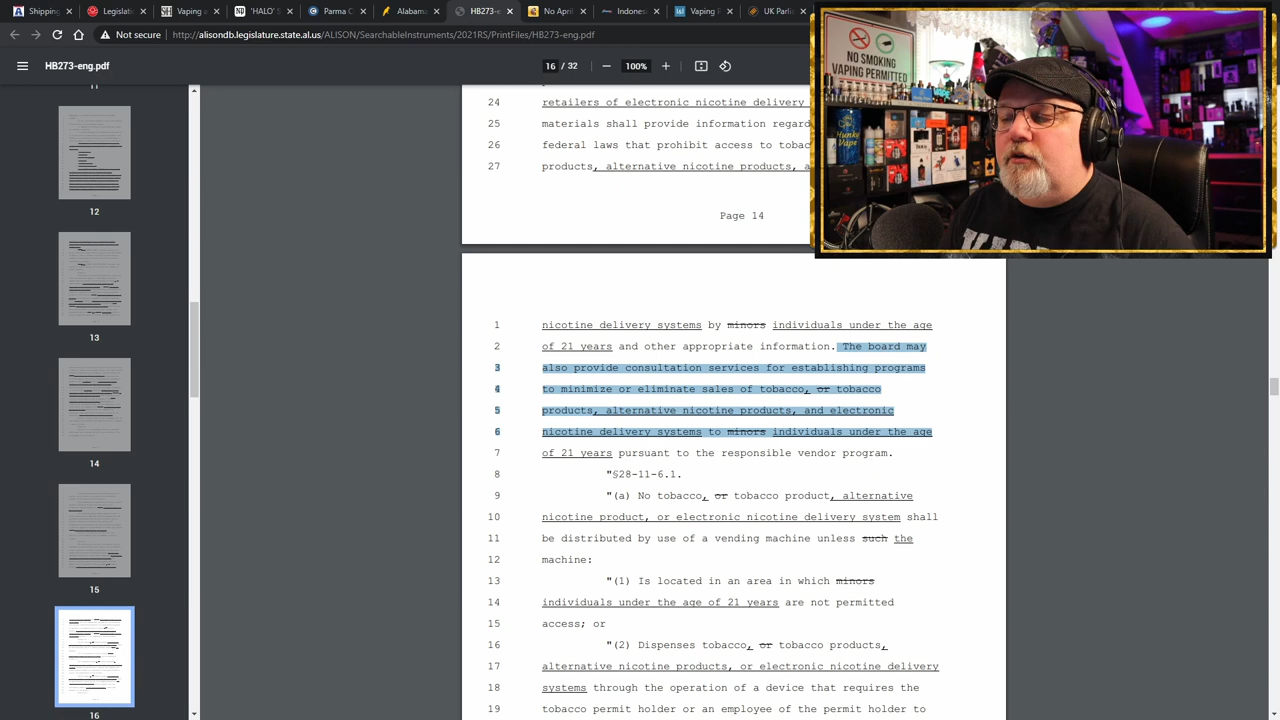 Shippin
HALO
Adam
HB273
Vaping
UK Parli
Not secure | http://alisondb.legislature.state.al.us/ALISON/SearchableInstruments/2021RS/PrintFiles/HB273-eng.pdf
HB273-eng.pdf
16 / 32
100%
12
13
14
15
16
24 retailers of electronic nicotine delivery
25 materials shall provide information
26 federal laws that prohibit access to
27 products, alternative nicotine products,
Page 14
1 nicotine delivery systems by minors individuals under the age
2 of 21 years and other appropriate information. The board may
3 also provide consultation services for establishing programs
4 to minimize or eliminate sales of tobacco, or tobacco
5 products, alternative nicotine products, and electronic
6 nicotine delivery systems to minors individuals under the age
7 of 21 years pursuant to the responsible vendor program.
8 "§28-11-6.1.
9 "(a) No tobacco, or tobacco product, alternative
10 nicotine product, or electronic nicotine delivery system shall
11 be distributed by use of a vending machine unless such the
12 machine:
13 "(1) Is located in an area in which minors
14 individuals under the age of 21 years are not permitted
15 access; or
16 "(2) Dispenses tobacco, or tobacco products,
17 alternative nicotine products, or electronic nicotine delivery
18 systems through the operation of a device that requires the
19 tobacco permit holder or an employee of the permit holder to
NO SMOKING
VAPING PERMITTED
Hunky
Vape